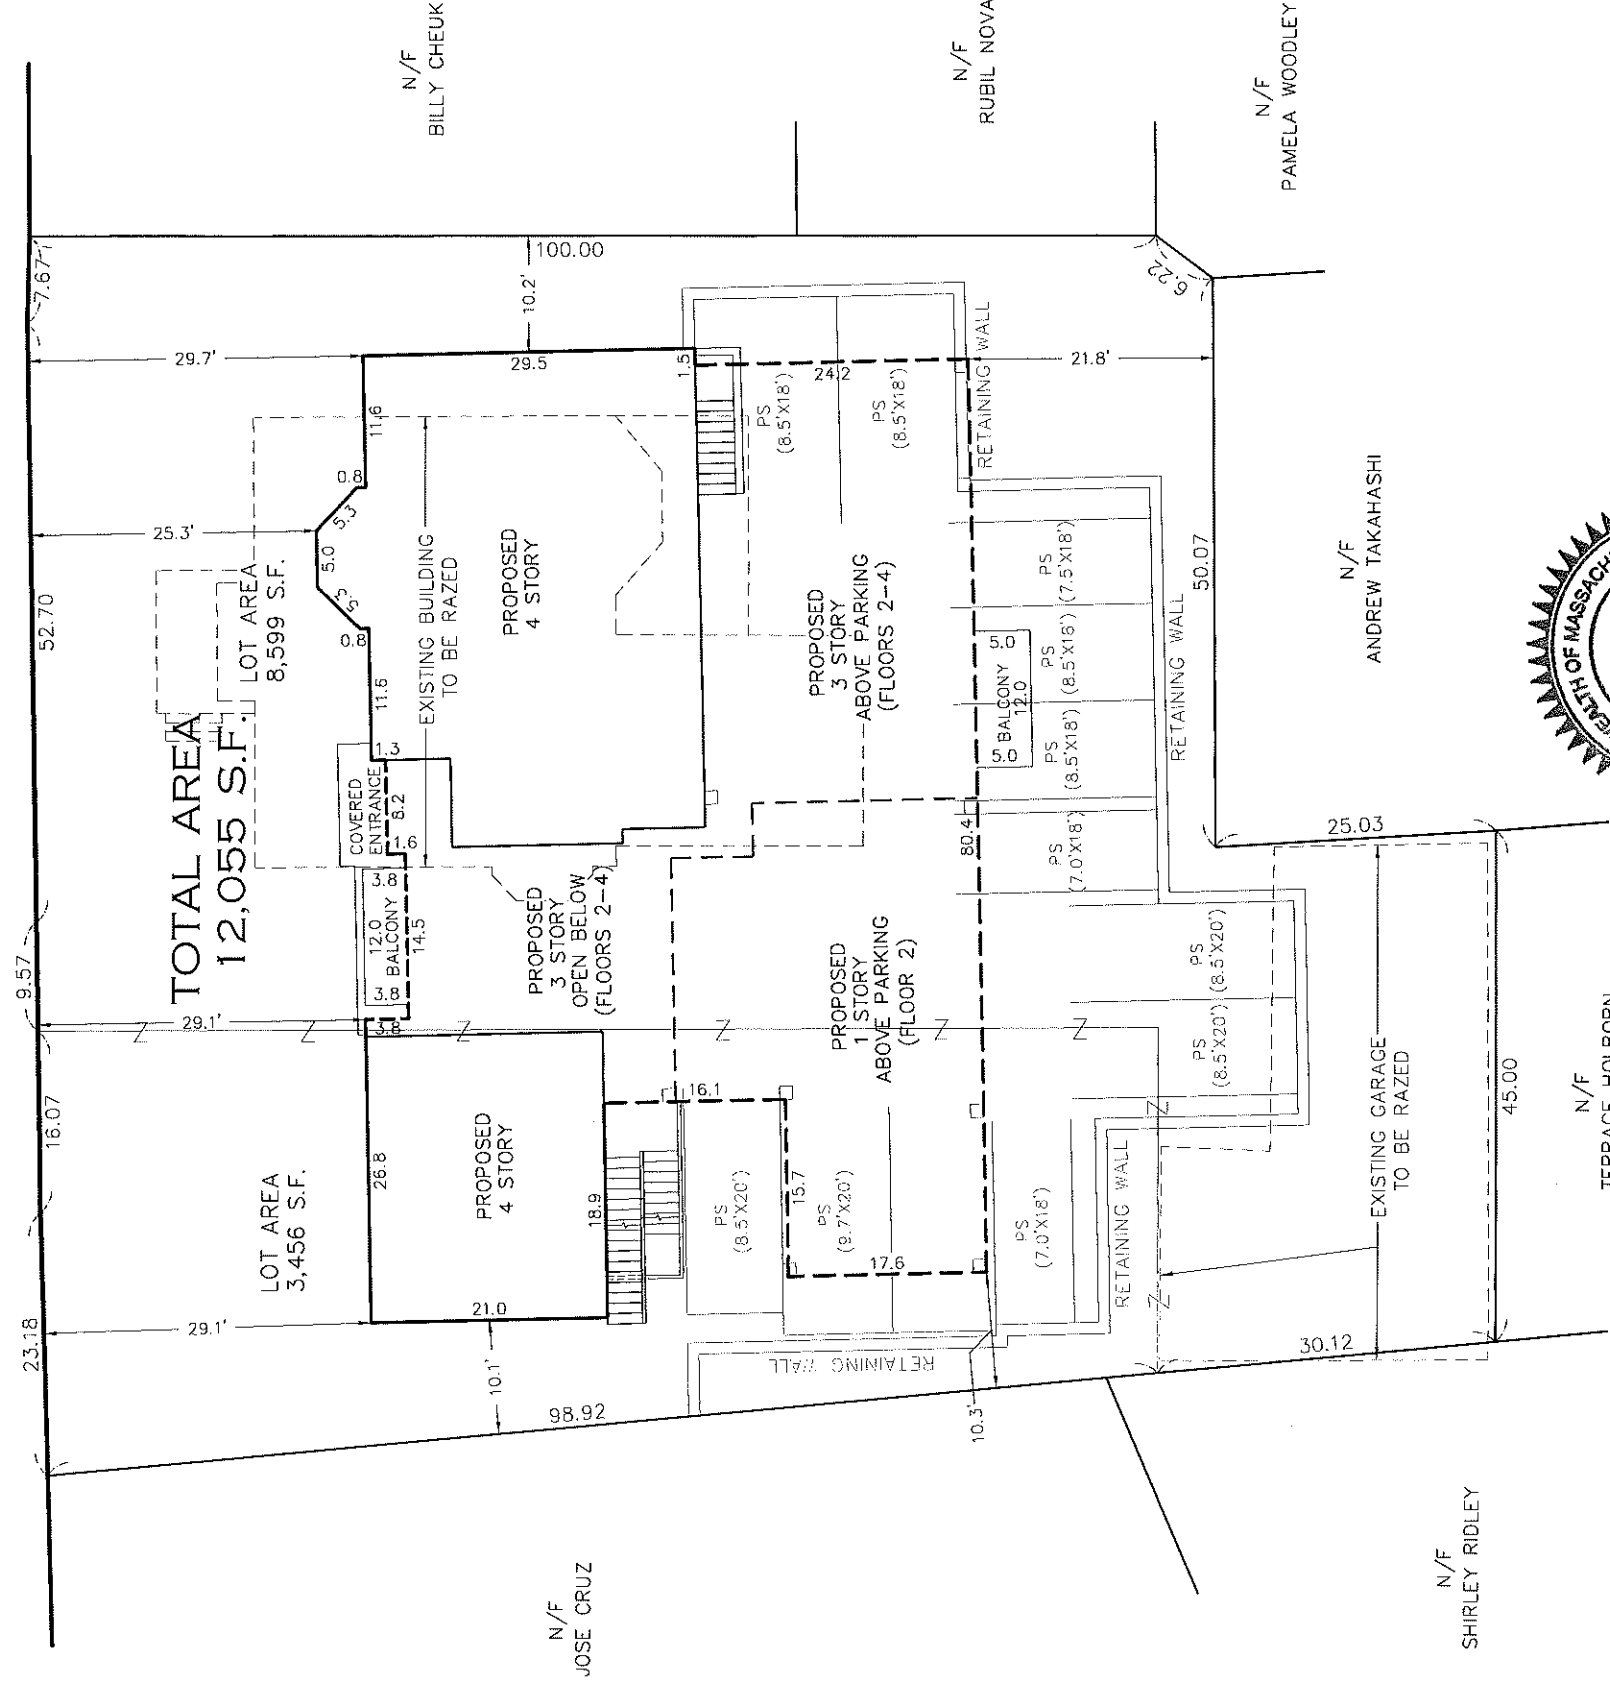 N/F
BILLY CHEUK
N/F
RUBIL NOVA
N/F
PAMELA WOODLEY
7.67
100.00
6.22
10.2'
29.7'
29.5
1.5
24.2
RETAINING WALL
21.8'
PS
(8.5'X18')
PS
(8.5'X18')
11.6
0.8
5.3
25.3'
5.0
5.3
0.8
52.70
LOT AREA
8,599 S.F.
EXISTING BUILDING
TO BE RAZED
PROPOSED
4 STORY
PROPOSED
3 STORY
ABOVE PARKING
(FLOORS 2-4)
PS
(7.5'X18')
PS
(8.5'X18')
PS
(8.5'X18')
PS
(7.0'X18')
5.0
BALCONY
12.0
5.0
RETAINING WALL
50.07
N/F
ANDREW TAKAHASHI
11.6
1.3
COVERED
ENTRANCE
8.2
1.6
TOTAL AREA
12,055 S.F.
3.8
12.0
BALCONY
3.8
14.5
PROPOSED
3 STORY
OPEN BELOW
(FLOORS 2-4)
80.4
25.03
9.57
29.1'
3.8
PROPOSED
1 STORY
ABOVE PARKING
(FLOOR 2)
PS
(8.5'X20')
PS
(8.5'X20')
EXISTING GARAGE
TO BE RAZED
45.00
N/F
TERRACE HOLBORN
16.07
LOT AREA
3,456 S.F.
26.8
PROPOSED
4 STORY
18.9
16.1
15.7
PS
(8.5'X20')
PS
(9.7'X20')
17.6
PS
(7.0'X18')
RETAINING WALL
23.18
29.1'
21.0
10.1'
RETAINING WALL
30.12
98.92
10.3'
N/F
JOSE CRUZ
N/F
SHIRLEY RIDLEY
OF MASSACH